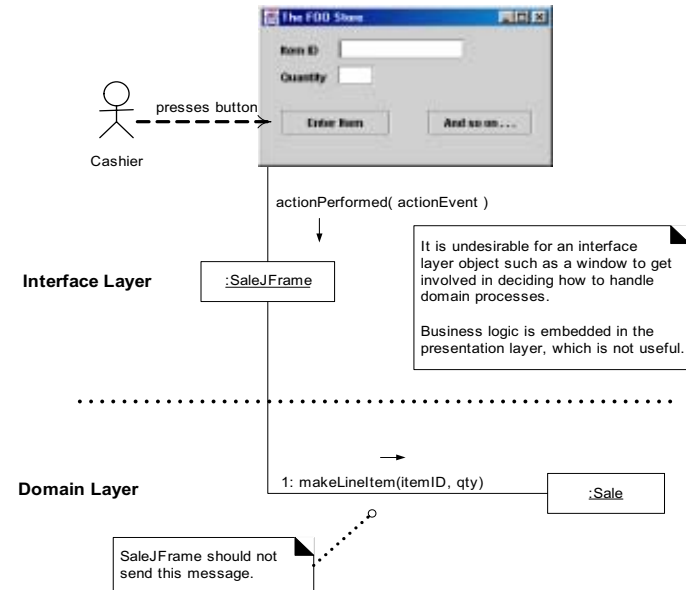 The FOO Store
Item ID
Quantity
Enter Item
And so on . . .
presses button
Cashier
actionPerformed( actionEvent )
Interface Layer
:SaleJFrame
It is undesirable for an interface
layer object such as a window to get
involved in deciding how to handle
domain processes.
Business logic is embedded in the
presentation layer, which is not useful.
Domain Layer
1: makeLineItem(itemID, qty)
:Sale
SaleJFrame should not
send this message.